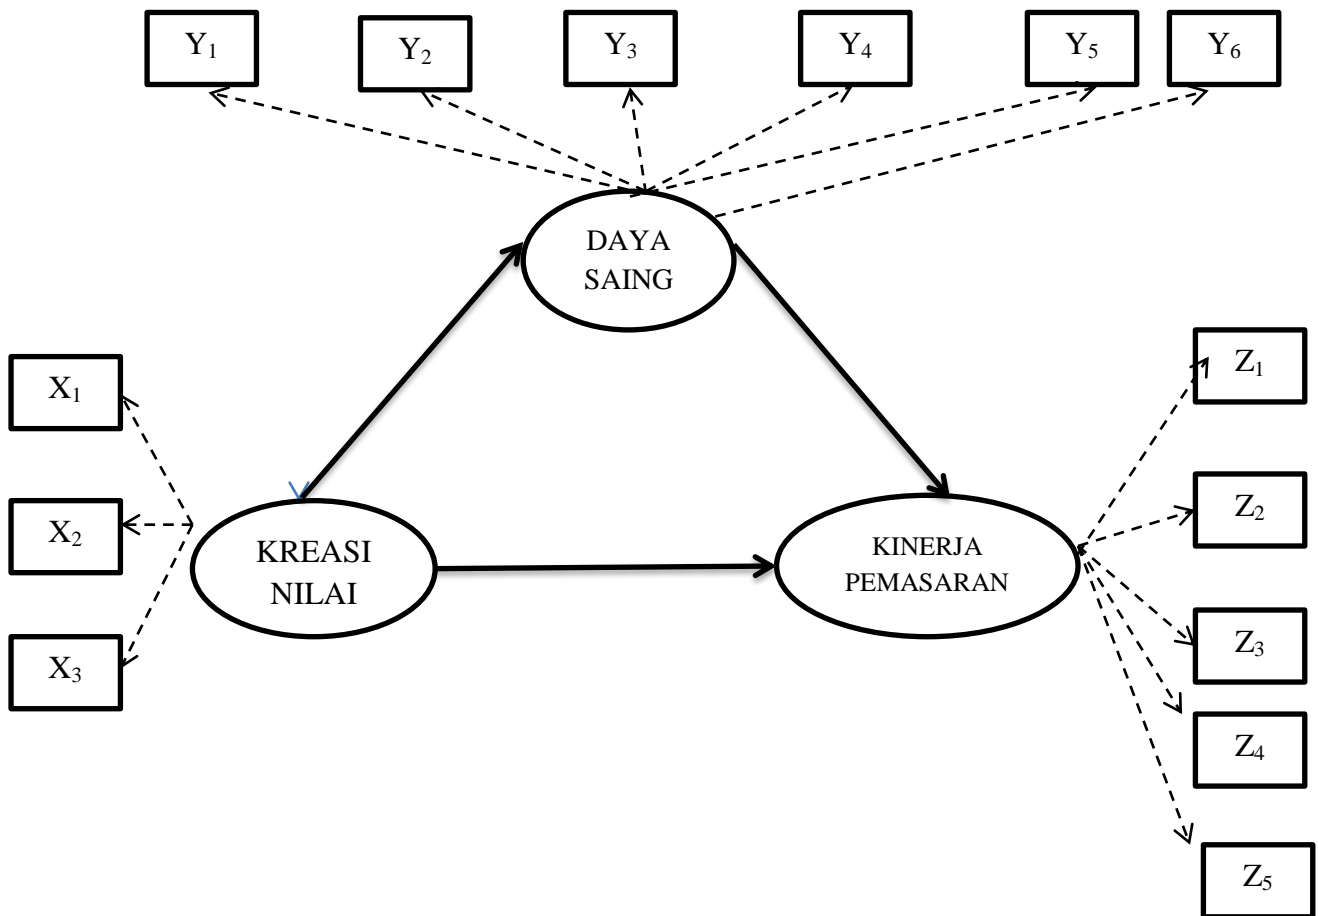 Y₁
Y₂
Y₃
Y₄
Y₅
Y₆
DAYA
SAING
X₁
X₂
X₃
KREASI
NILAI
KINERJA
PEMASARAN
Z₁
Z₂
Z₃
Z₄
Z₅